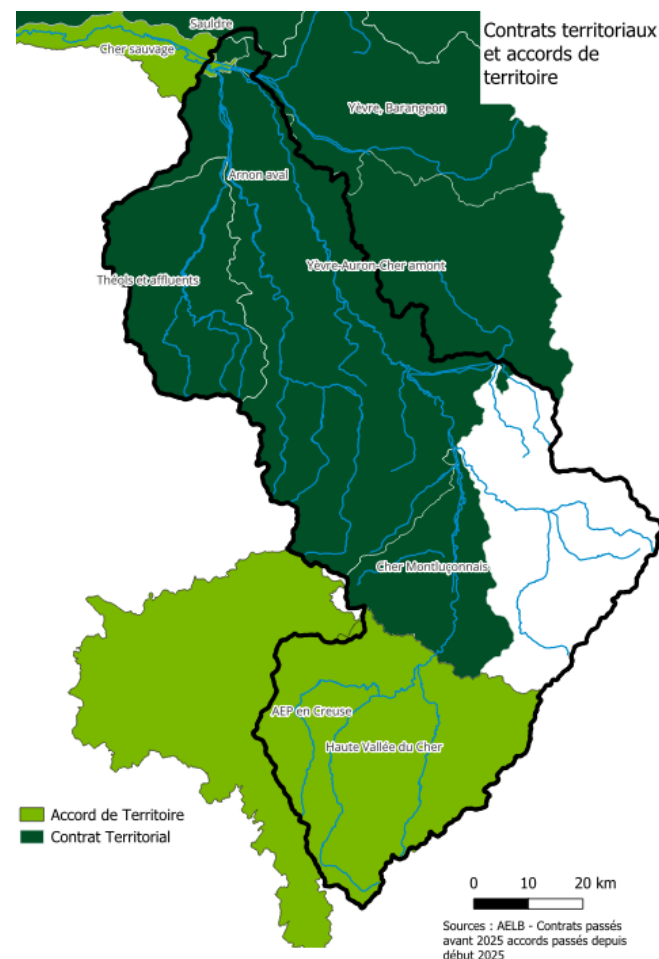 Contrats territoriaux
et accords de
territoire
Sauldre
Cher sauvage
Yèvre, Barangeon
Arnon aval
Yèvre-Auron-Cher amont
Théols et affluents
Cher Montluçonnais
AEP en Creuse
Haute Vallée du Cher
Accord de Territoire
Contrat Territorial
0 10 20 km
Sources : AELB - Contrats passés
avant 2025 accords passés depuis
début 2025